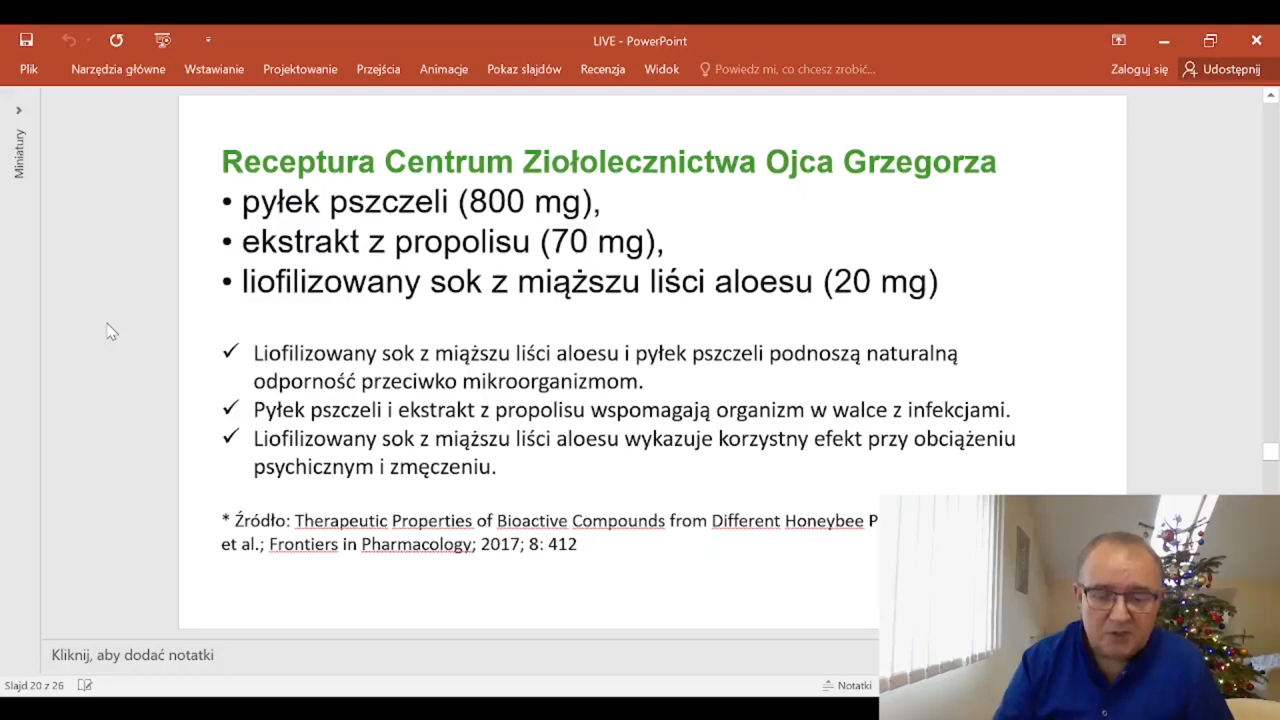 LIVE - PowerPoint
Plik Narzędzia główne Wstawianie Projektowanie Przejścia Animacje Pokaz slajdów Recenzja Widok Powiedz mi, co chcesz zrobić... Zaloguj się Udostępnij
Miniatury
Receptura Centrum Ziołolecznictwa Ojca Grzegorza
• pyłek pszczeli (800 mg),
• ekstrakt z propolisu (70 mg),
• liofilizowany sok z miąższu liści aloesu (20 mg)
✓ Liofilizowany sok z miąższu liści aloesu i pyłek pszczeli podnoszą naturalną
odporność przeciwko mikroorganizmom.
✓ Pyłek pszczeli i ekstrakt z propolisu wspomagają organizm w walce z infekcjami.
✓ Liofilizowany sok z miąższu liści aloesu wykazuje korzystny efekt przy obciążeniu
psychicznym i zmęczeniu.
* Źródło: Therapeutic Properties of Bioactive Compounds from Different Honeybee P
et al.; Frontiers in Pharmacology; 2017; 8: 412
Kliknij, aby dodać notatki
Slajd 20 z 26 Notatki